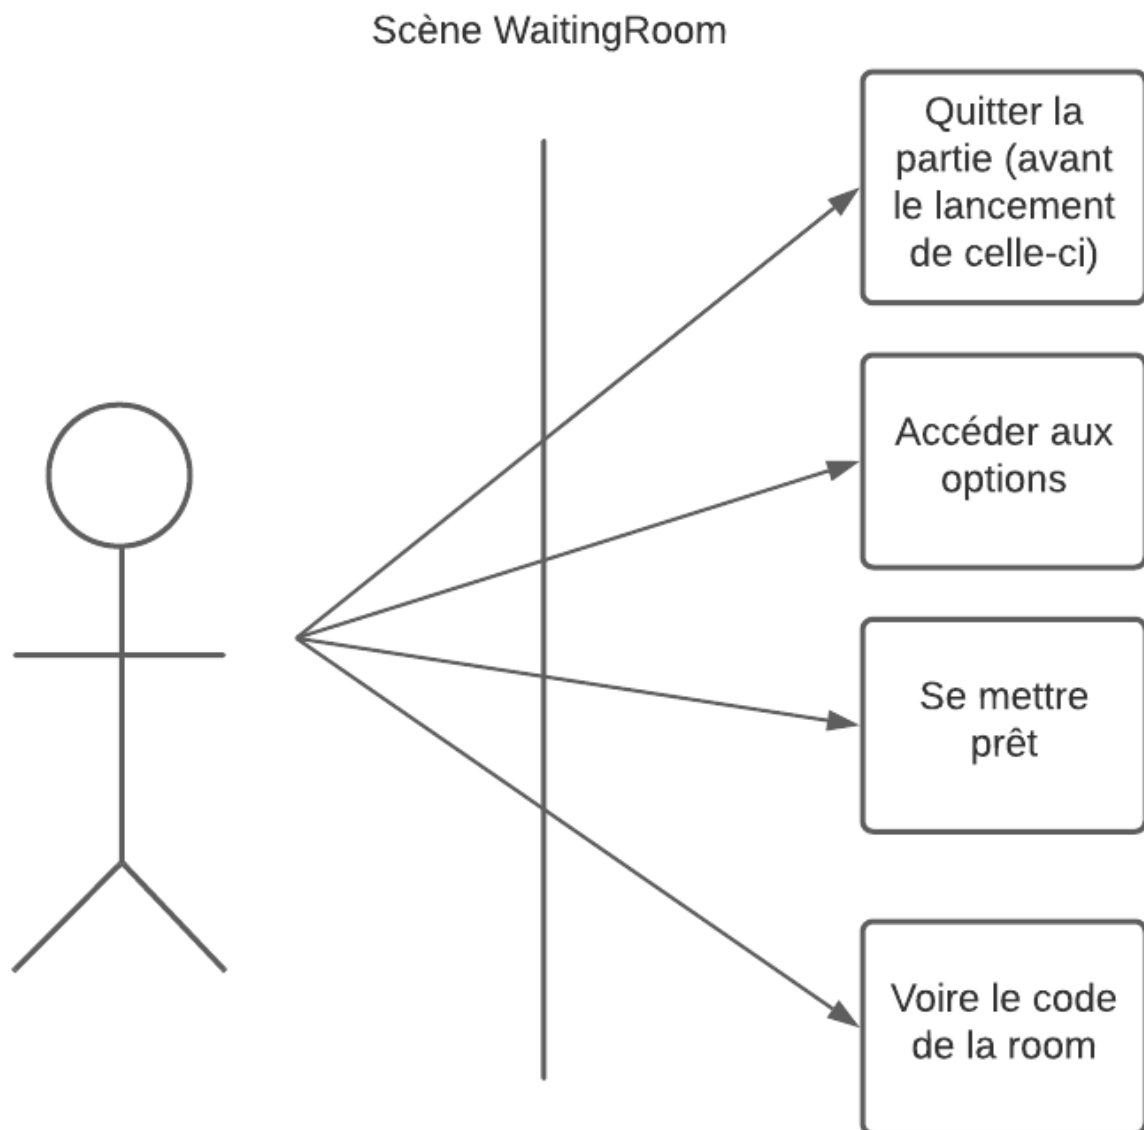 Scène WaitingRoom
Quitter la
partie (avant
le lancement
de celle-ci)
Accéder aux
options
Se mettre
prêt
Voire le code
de la room